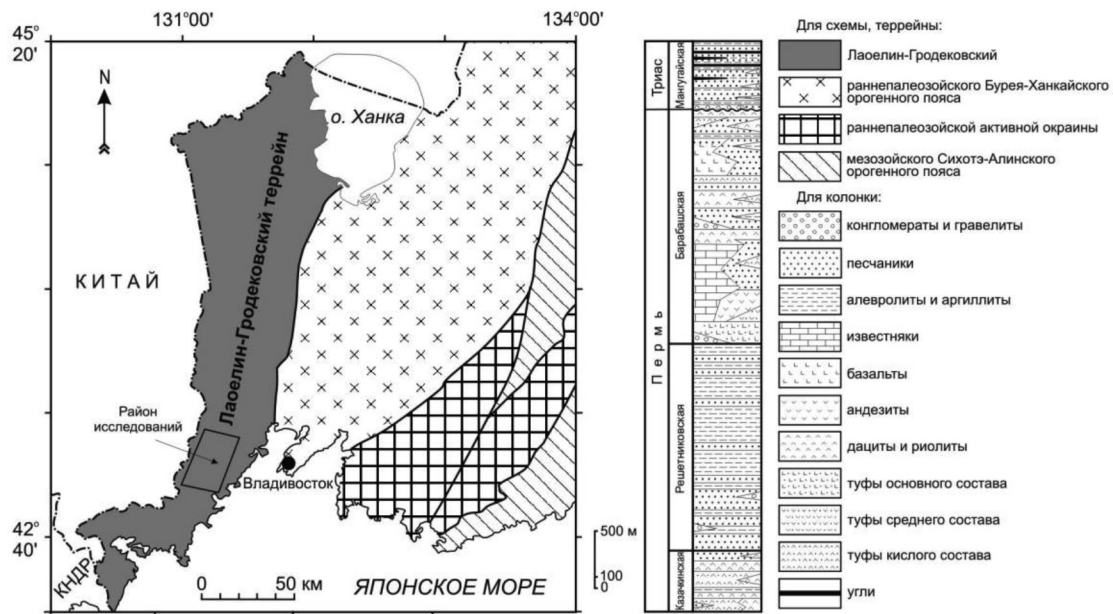 131°00'
134°00'
45°
20'
N
о. Ханка
КИТАЙ
Лаоелин-Гродековский террейн
Район
исследований
Владивосток
42°
40'
КНДР
0 50 км
ЯПОНСКОЕ МОРЕ
500 м
100
0
Триас
Мангугайская
Пермь
Барабашская
Решетниковская
Казачкинская
Для схемы, террейны:
Лаоелин-Гродековский
раннепалеозойского Бурея-Ханкайского
орогенного пояса
раннепалеозойской активной окраины
мезозойского Сихотэ-Алинского
орогенного пояса
Для колонки:
конгломераты и гравелиты
песчаники
алевролиты и аргиллиты
известняки
базальты
андезиты
дациты и риолиты
туфы основного состава
туфы среднего состава
туфы кислого состава
угли